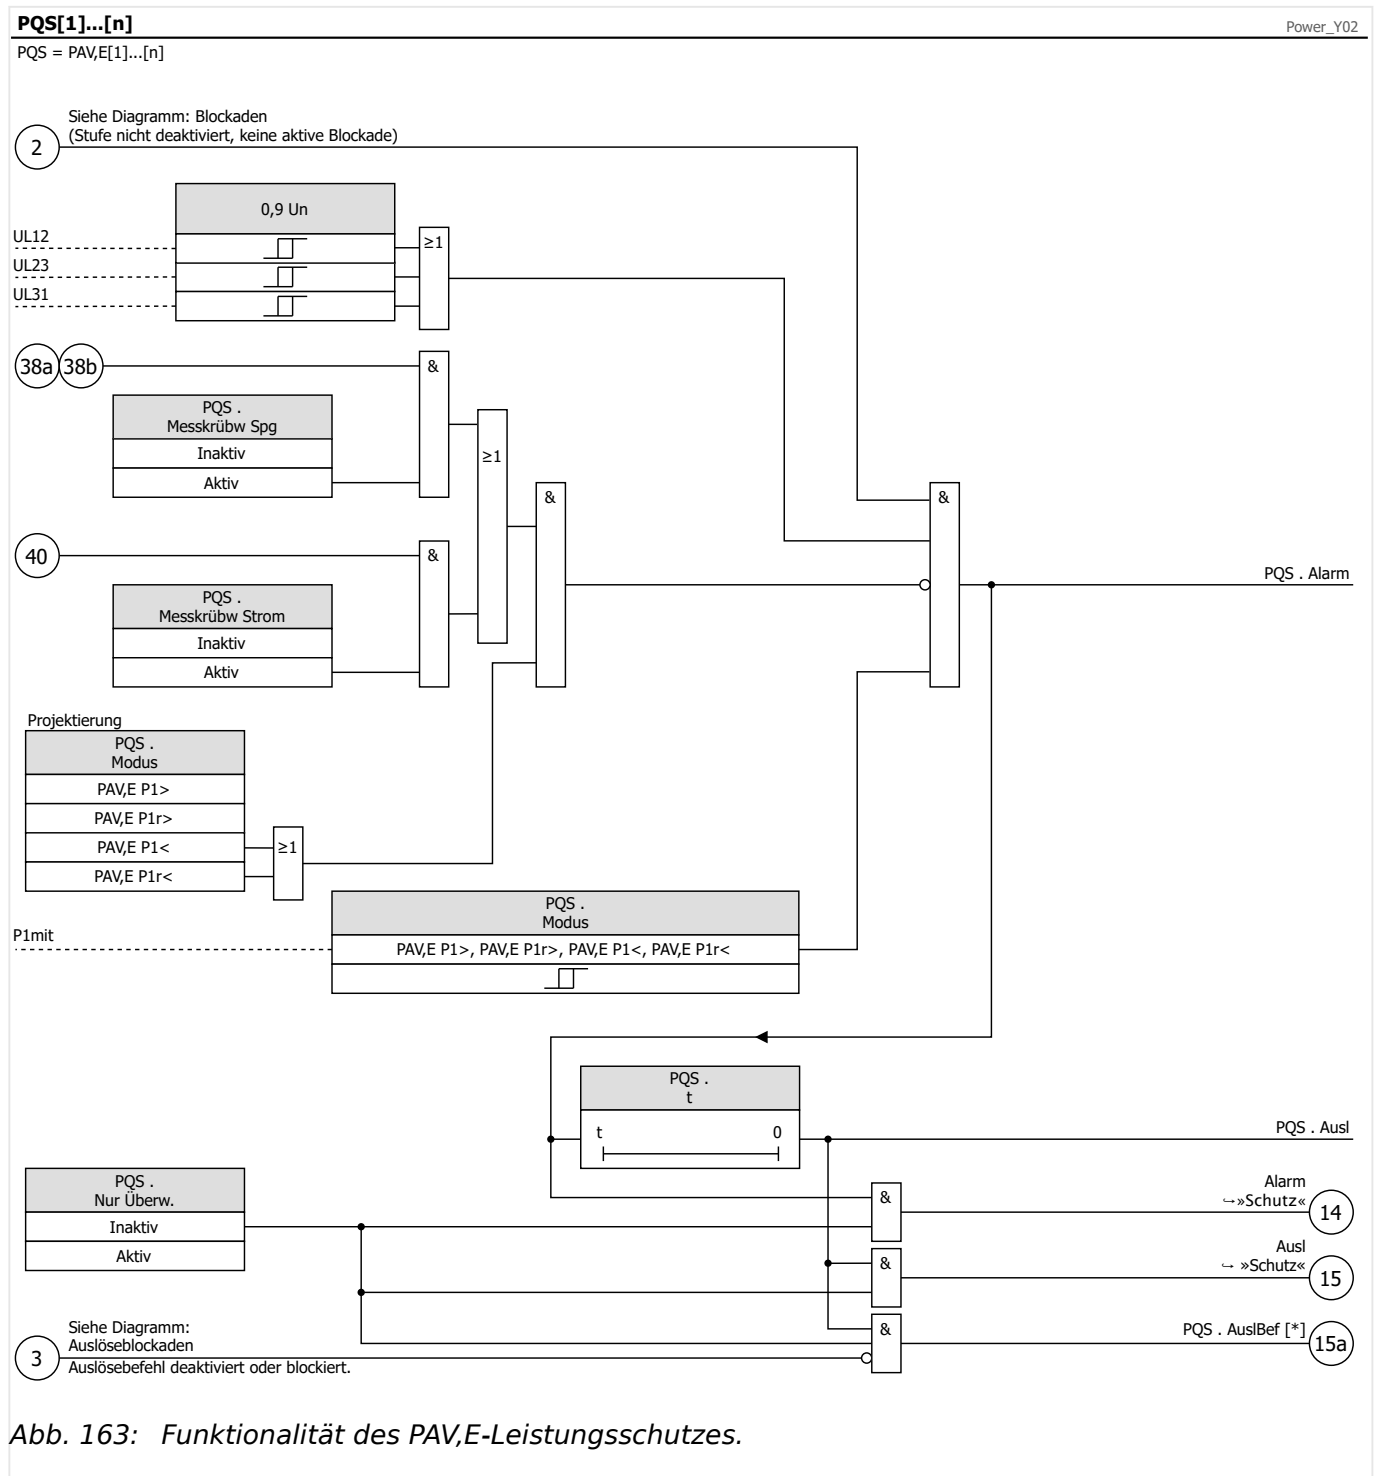 PQS[1]...[n]
Power_Y02
PQS = PAV,E[1]...[n]
Siehe Diagramm: Blockaden
(Stufe nicht deaktiviert, keine aktive Blockade)
2
0,9 Un
UL12
UL23
UL31
≥1
38a 38b
&
PQS .
Messkrübw Spg
Inaktiv
Aktiv
≥1
&
&
40
&
PQS .
Messkrübw Strom
Inaktiv
Aktiv
PQS . Alarm
Projektierung
PQS .
Modus
PAV,E P1>
PAV,E P1r>
PAV,E P1<
PAV,E P1r<
≥1
P1mit
PQS .
Modus
PAV,E P1>, PAV,E P1r>, PAV,E P1<, PAV,E P1r<
PQS .
t
t 0
PQS . Ausl
PQS .
Nur Überw.
Inaktiv
Aktiv
&
Alarm
↪»Schutz«
14
&
Ausl
↪ »Schutz«
15
&
PQS . AuslBef [*]
15a
Siehe Diagramm:
Auslöseblockaden
3
Auslösebefehl deaktiviert oder blockiert.
Abb. 163: Funktionalität des PAV,E-Leistungsschutzes.